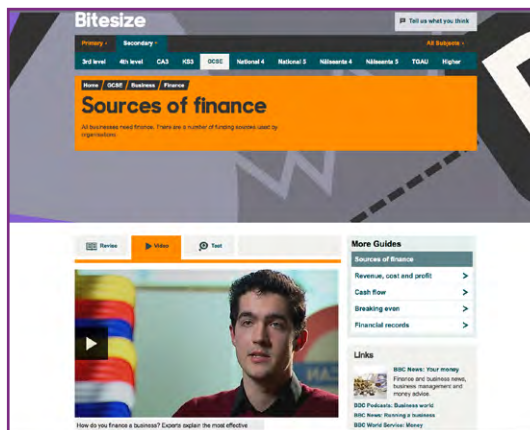 Bitesize
Tell us what you think
Primary
Secondary
All Subjects
3rd level 4th level CA3 KS3 GCSE National 4 National 5 Nàiseanta 4 Nàiseanta 5 TGAU Higher
Home / GCSE / Business / Finance
Sources of finance
All businesses need finance. There are a number of funding sources used by
organisations.
Revise Video Test
More Guides
Sources of finance
Revenue, cost and profit
Cash flow
Breaking even
Financial records
Links
BBC News: Your money
Finance and business news,
business management and
money advice.
BBC Podcasts: Business world
BBC News: Running a business
BBC World Service: Money
How do you finance a business? Experts explain the most effective